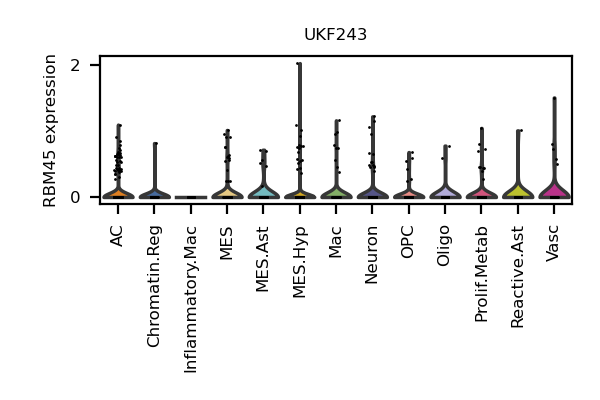 UKF243
RBM45 expression
2
0
AC
Chromatin.Reg
Inflammatory.Mac
MES
MES.Ast
MES.Hyp
Mac
Neuron
OPC
Oligo
Prolif.Metab
Reactive.Ast
Vasc